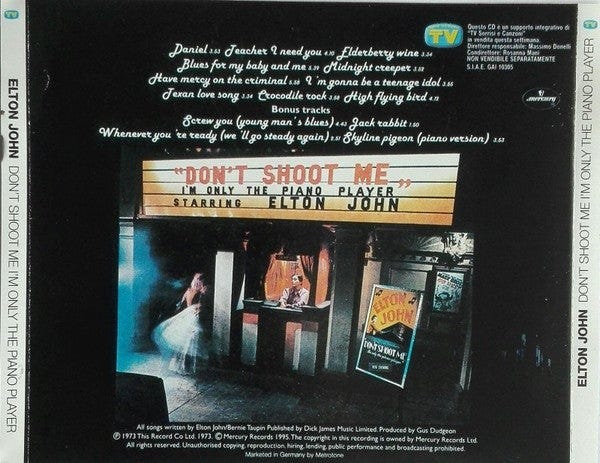 TV
Questo CD è un supporto integrativo di
"TV Sorrisi e Canzoni"
in vendita questa settimana.
Direttore responsabile: Massimo Donelli
Condirettore: Rosanna Mani
NON VENDIBILE SEPARATAMENTE
S.I.A.E. GAI 10305
mercury
Daniel 3.53 Teacher I need you 4.10 Elderberry wine 3.34
Blues for my baby and me 5.39 Midnight creeper 3.53
Have mercy on the criminal 5.58 I'm gonna be a teenage idol 3.55
Texan love song 3.34 Crocodile rock 3.56 High flying bird 4.11
Bonus tracks
Screw you (young man's blues) 4.43 Jack rabbit 1.50
Whenever you're ready (we'll go steady again) 2.51 Skyline pigeon (piano version) 3.53
"DON'T SHOOT ME„
I'M ONLY THE PIANO PLAYER
STARRING ELTON JOHN
ELTON
JOHN
DON'T SHOOT ME
All songs written by Elton John/Bernie Taupin Published by Dick James Music Limited. Produced by Gus Dudgeon
℗ 1973 This Record Co Ltd. 1973. © Mercury Records 1995. The copyright in this recording is owned by Mercury Records Ltd.
All rights reserved. Unauthorised copying, reproduction, hiring, lending, public performance and broadcasting prohibited.
Marketed in Germany by Metrotone
ELTON JOHN DON'T SHOOT ME I'M ONLY THE PIANO PLAYER
ELTON JOHN DON'T SHOOT ME I'M ONLY THE PIANO PLAYER